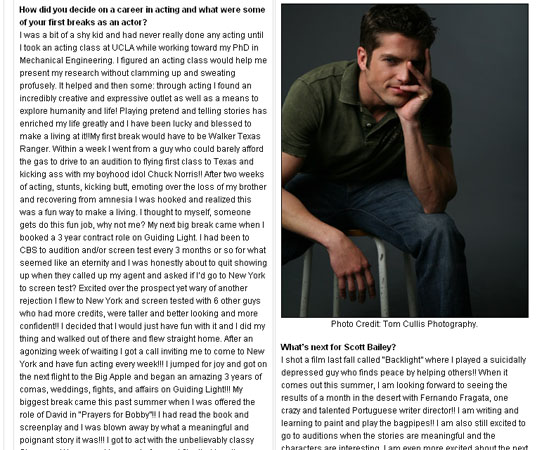 How did you decide on a career in acting and what were some
of your first breaks as an actor?
I was a bit of a shy kid and had never really done any acting until
I took an acting class at UCLA while working toward my PhD in
Mechanical Engineering. I figured an acting class would help me
present my research without clamming up and sweating
profusely. It helped and then some: through acting I found an
incredibly creative and expressive outlet as well as a means to
explore humanity and life! Playing pretend and telling stories has
enriched my life greatly and I have been lucky and blessed to
make a living at it!!My first break would have to be Walker Texas
Ranger. Within a week I went from a guy who could barely afford
the gas to drive to an audition to flying first class to Texas and
kicking ass with my boyhood idol Chuck Norris!! After two weeks
of acting, stunts, kicking butt, emoting over the loss of my brother
and recovering from amnesia I was hooked and realized this
was a fun way to make a living. I thought to myself, someone
gets do this fun job, why not me? My next big break came when I
booked a 3 year contract role on Guiding Light. I had been to
CBS to audition and/or screen test every 3 months or so for what
seemed like an eternity and I was honestly about to quit showing
up when they called up my agent and asked if I'd go to New York
to screen test? Excited over the prospect yet wary of another
rejection I flew to New York and screen tested with 6 other guys
who had more credits, were taller and better looking and more
confident!! I decided that I would just have fun with it and I did my
thing and walked out of there and flew straight home. After an
agonizing week of waiting I got a call inviting me to come to New
York and have fun acting every week!!! I jumped for joy and got on
the next flight to the Big Apple and began an amazing 3 years of
comas, weddings, fights, and affairs on Guiding Light!!! My
biggest break came this past summer when I was offered the
role of David in "Prayers for Bobby"!! I had read the book and
screenplay and I was blown away by what a meaningful and
poignant story it was!!! I got to act with the unbelievably classy
Photo Credit: Tom Cullis Photography.
What's next for Scott Bailey?
I shot a film last fall called "Backlight" where I played a suicidally
depressed guy who finds peace by helping others!! When it
comes out this summer, I am looking forward to seeing the
results of a month in the desert with Fernando Fragata, one
crazy and talented Portuguese writer director!! I am writing and
learning to paint and play the bagpipes!! I am also still excited to
go to auditions when the stories are meaningful and the
characters are interesting. I am even more excited about the next